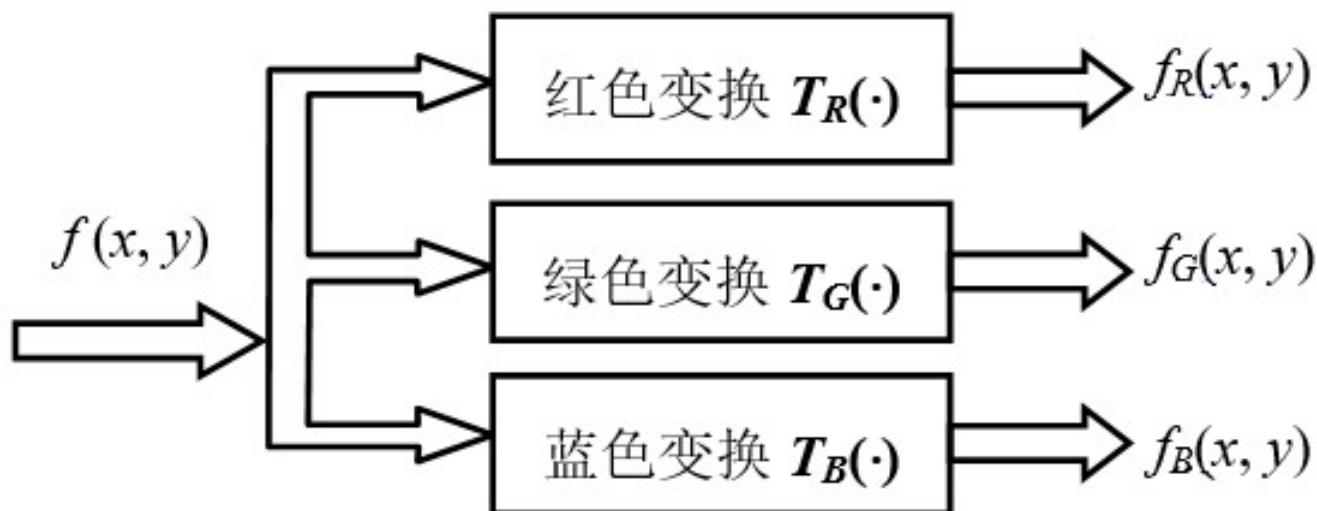 红色变换 T_R(·)
f_R(x, y)
f(x, y)
绿色变换 T_G(·)
f_G(x, y)
蓝色变换 T_B(·)
f_B(x, y)